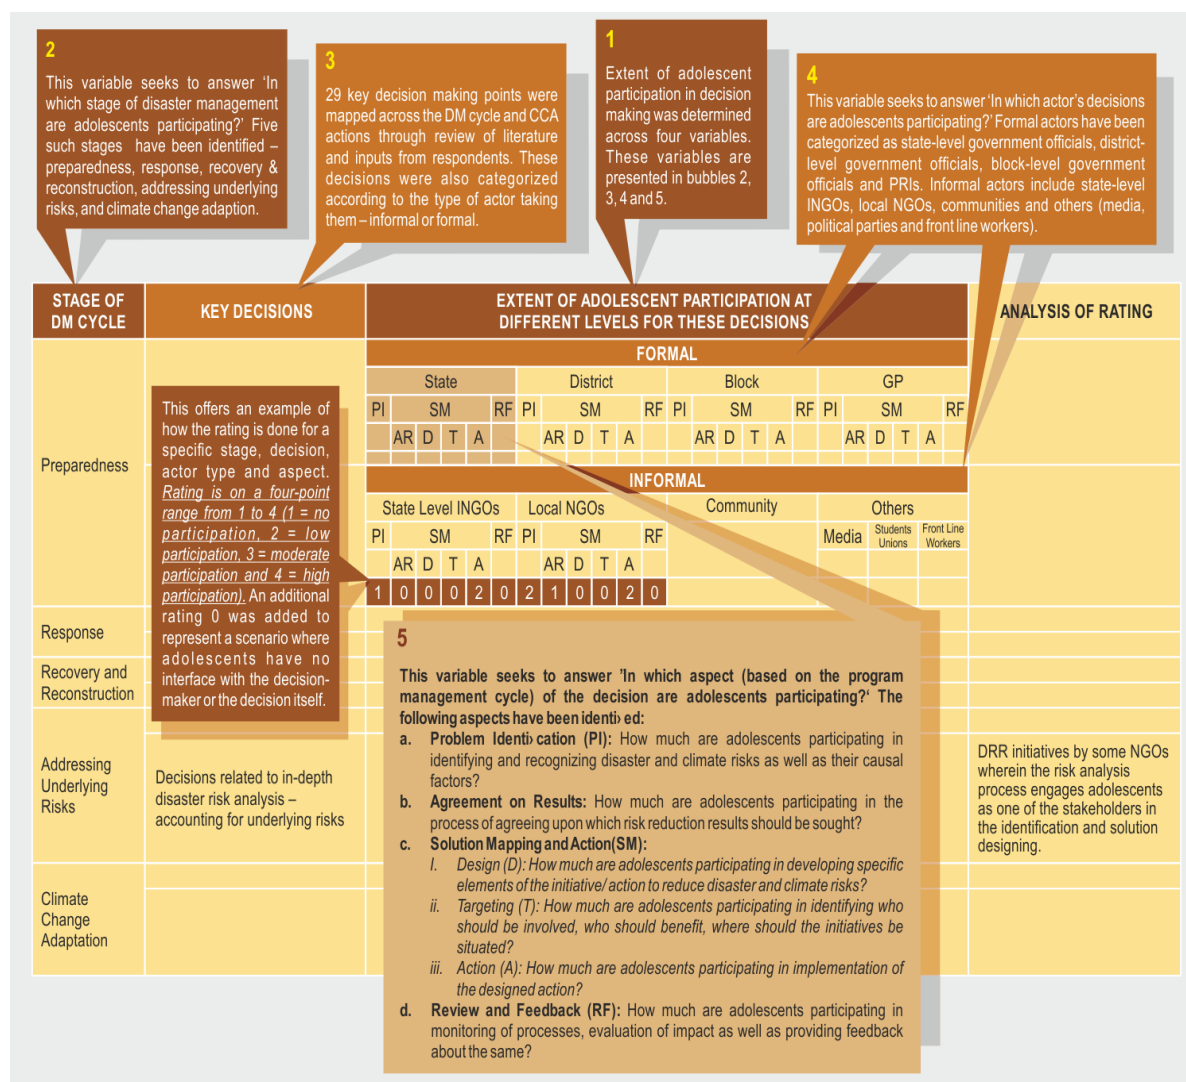 2
This variable seeks to answer 'In
which stage of disaster management
are adolescents participating?' Five
such stages have been identified –
preparedness, response, recovery &
reconstruction, addressing underlying
risks, and climate change adaption.
3
29 key decision making points were
mapped across the DM cycle and CCA
actions through review of literature
and inputs from respondents. These
decisions were also categorized
according to the type of actor taking
them – informal or formal.
1
Extent of adolescent
participation in decision
making was determined
across four variables.
These variables are
presented in bubbles 2,
3, 4 and 5.
4
This variable seeks to answer 'In which actor's decisions
are adolescents participating?' Formal actors have been
categorized as state-level government officials, district-
level government officials, block-level government
officials and PRIs. Informal actors include state-level
INGOs, local NGOs, communities and others (media,
political parties and front line workers).
STAGE OF
DM CYCLE
KEY DECISIONS
EXTENT OF ADOLESCENT PARTICIPATION AT
DIFFERENT LEVELS FOR THESE DECISIONS
ANALYSIS OF RATING
FORMAL
State District Block GP
PI SM RF PI SM RF PI SM RF PI SM RF
AR D T A AR D T A AR D T A AR D T A
Preparedness
INFORMAL
State Level INGOs Local NGOs Community Others
PI SM RF PI SM RF Media Students Unions Front Line Workers
AR D T A AR D T A
1 0 0 0 2 0 2 1 0 0 2 0
This offers an example of
how the rating is done for a
specific stage, decision,
actor type and aspect.
Rating is on a four-point
range from 1 to 4 (1 = no
participation, 2 = low
participation, 3 = moderate
participation and 4 = high
participation). An additional
rating 0 was added to
represent a scenario where
adolescents have no
interface with the decision-
maker or the decision itself.
Response
Recovery and
Reconstruction
Addressing
Underlying
Risks
Decisions related to in-depth
disaster risk analysis –
accounting for underlying risks
DRR initiatives by some NGOs
wherein the risk analysis
process engages adolescents
as one of the stakeholders in
the identification and solution
designing.
Climate
Change
Adaptation
5
This variable seeks to answer 'In which aspect (based on the program
management cycle) of the decision are adolescents participating?' The
following aspects have been identi›ed:
a. Problem Identi›cation (PI): How much are adolescents participating in
identifying and recognizing disaster and climate risks as well as their causal
factors?
b. Agreement on Results: How much are adolescents participating in the
process of agreeing upon which risk reduction results should be sought?
c. Solution Mapping and Action(SM):
I. Design (D): How much are adolescents participating in developing specific
elements of the initiative/ action to reduce disaster and climate risks?
ii. Targeting (T): How much are adolescents participating in identifying who
should be involved, who should benefit, where should the initiatives be
situated?
iii. Action (A): How much are adolescents participating in implementation of
the designed action?
d. Review and Feedback (RF): How much are adolescents participating in
monitoring of processes, evaluation of impact as well as providing feedback
about the same?